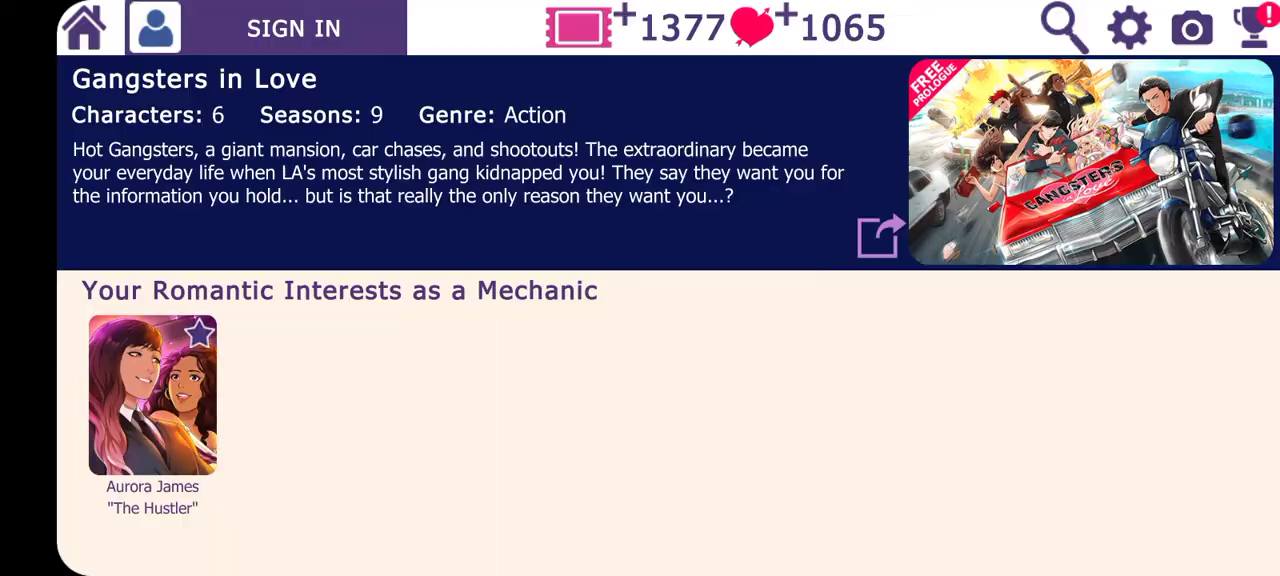 SIGN IN
+1377
+1065
!
Gangsters in Love
Characters: 6 Seasons: 9 Genre: Action
Hot Gangsters, a giant mansion, car chases, and shootouts! The extraordinary became
your everyday life when LA's most stylish gang kidnapped you! They say they want you for
the information you hold... but is that really the only reason they want you...?
FREE
PROLOGUE
GANGSTERS
in Love
Your Romantic Interests as a Mechanic
Aurora James
"The Hustler"